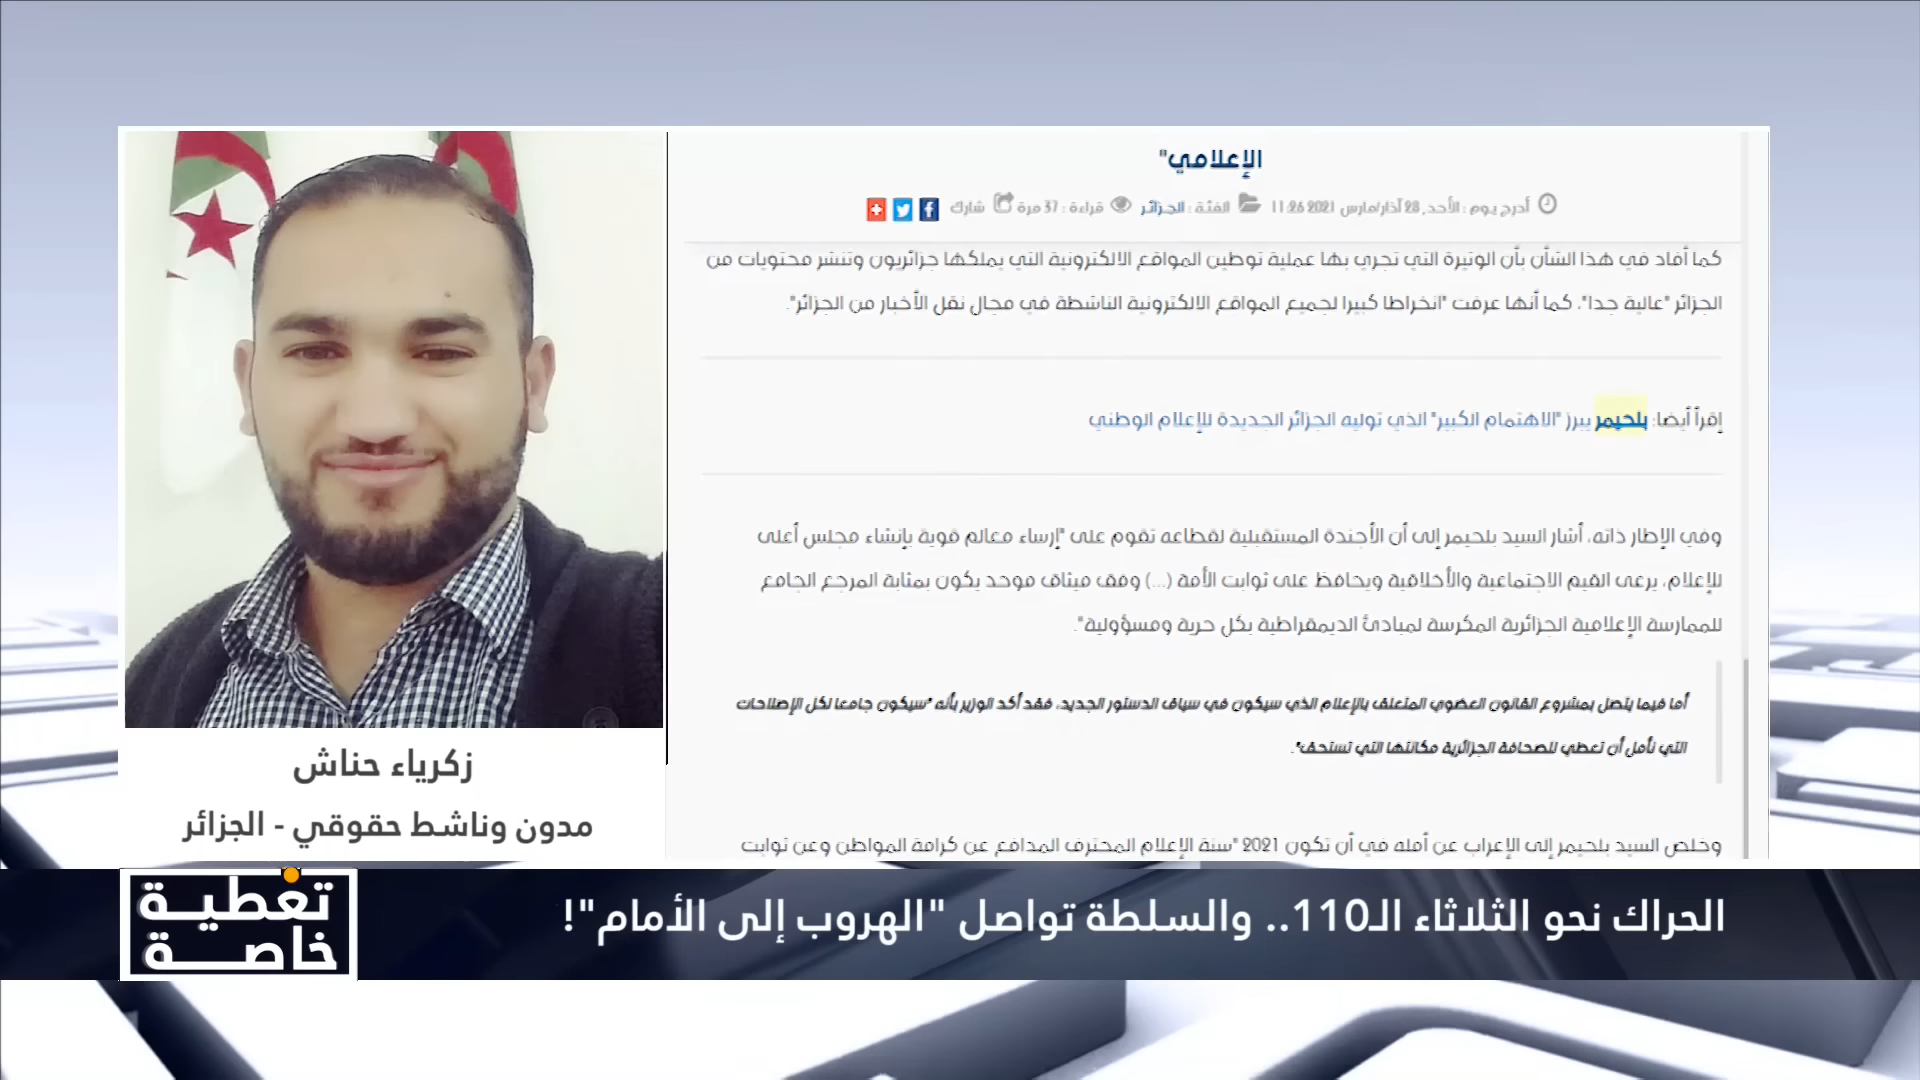 الإعلامي"
أدرج يوم : الأحد, 28 آذار/مارس 2021 11:26 الفئة : الجزائر قراءة : 37 مرة شارك
كما أفاد في هذا الشأن بأن الوتيرة التي تجري بها عملية توطين المواقع الالكترونية التي يملكها جزائريون وتنشر محتويات من
الجزائر "عالية جدا"، كما أنها عرفت "انخراطا كبيرا لجميع المواقع الالكترونية الناشطة في مجال نقل الأخبار من الجزائر".
إقرأ أيضا: بلحيمر يبرز "الاهتمام الكبير" الذي توليه الجزائر الجديدة للإعلام الوطني
وفي الإطار ذاته، أشار السيد بلحيمر إلى أن الأجندة المستقبلية لقطاعه تقوم على "إرساء معالم قوية بإنشاء مجلس أعلى
للإعلام، يرعى القيم الاجتماعية والأخلاقية ويحافظ على ثوابت الأمة (...) وفق ميثاق موحد يكون بمثابة المرجع الجامع
للممارسة الإعلامية الجزائرية المكرسة لمبادئ الديمقراطية بكل حرية ومسؤولية".
أما فيما يتصل بمشروع القانون العضوي المتعلق بالإعلام الذي سيكون في سياق الدستور الجديد، فقد أكد الوزير بأنه "سيكون جامعا لكل الإصلاحات
التي نأمل أن تعطي للصحافة الجزائرية مكانتها التي تستحق".
وخلص السيد بلحيمر إلى الإعراب عن أمله في أن تكون 2021 "سنة الإعلام المحترف المدافع عن كرامة المواطن وعن ثوابت
زكرياء حناش
مدون وناشط حقوقي - الجزائر
الحراك نحو الثلاثاء الـ110.. والسلطة تواصل "الهروب إلى الأمام"!
تغطية
خاصة